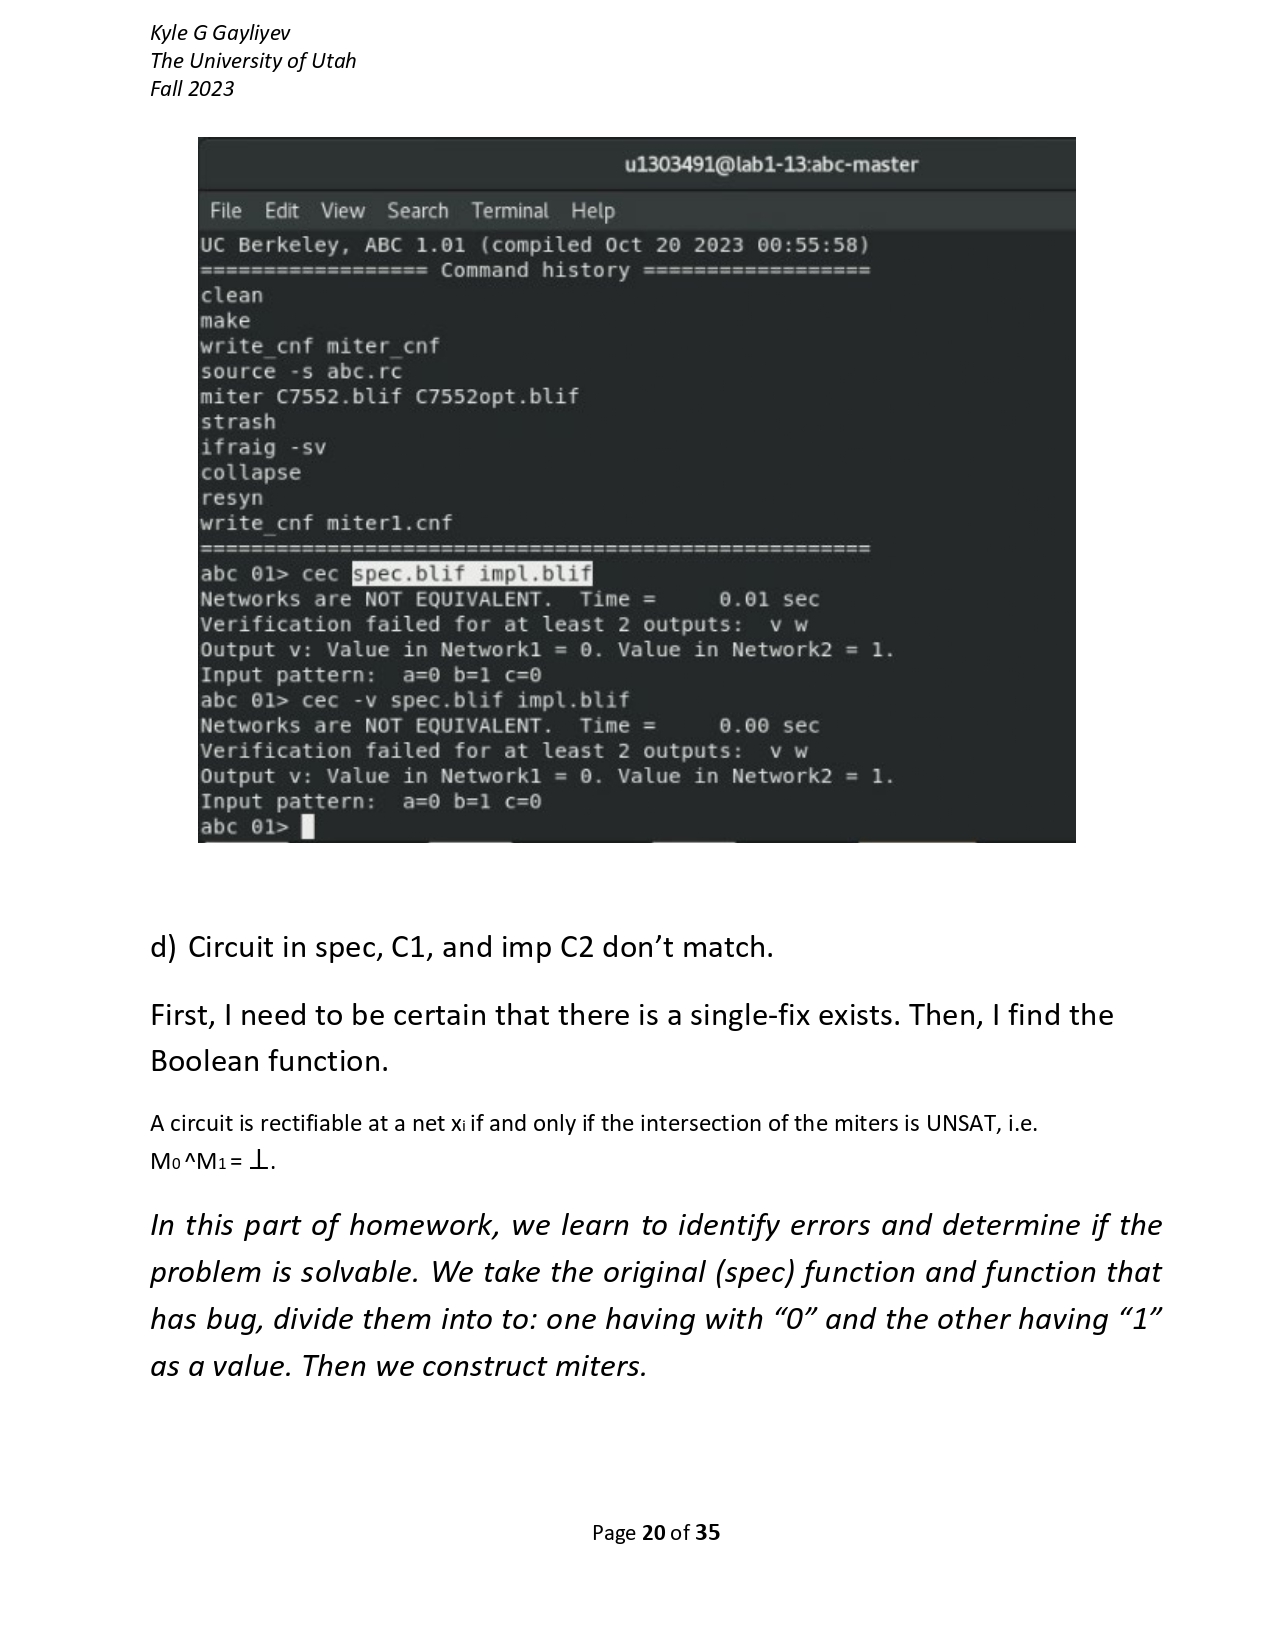 Kyle G Gayliyev
The University of Utah
Fall 2023
u1303491@lab1-13:abc-master
File Edit View Search Terminal Help
UC Berkeley, ABC 1.01 (compiled Oct 20 2023 00:55:58)
================== Command history ==================
clean
make
write_cnf miter_cnf
source -s abc.rc
miter C7552.blif C7552opt.blif
strash
ifraig -sv
collapse
resyn
write_cnf miter1.cnf
=====================================================
abc 01> cec spec.blif impl.blif
Networks are NOT EQUIVALENT.  Time =     0.01 sec
Verification failed for at least 2 outputs:  v w
Output v: Value in Network1 = 0. Value in Network2 = 1.
Input pattern:  a=0 b=1 c=0
abc 01> cec -v spec.blif impl.blif
Networks are NOT EQUIVALENT.  Time =     0.00 sec
Verification failed for at least 2 outputs:  v w
Output v: Value in Network1 = 0. Value in Network2 = 1.
Input pattern:  a=0 b=1 c=0
abc 01>
d) Circuit in spec, C1, and imp C2 don’t match.
First, I need to be certain that there is a single-fix exists. Then, I find the
Boolean function.
A circuit is rectifiable at a net xi if and only if the intersection of the miters is UNSAT, i.e.
M0 ^M1 = ⊥.
In this part of homework, we learn to identify errors and determine if the
problem is solvable. We take the original (spec) function and function that
has bug, divide them into to: one having with “0” and the other having “1”
as a value. Then we construct miters.
Page 20 of 35